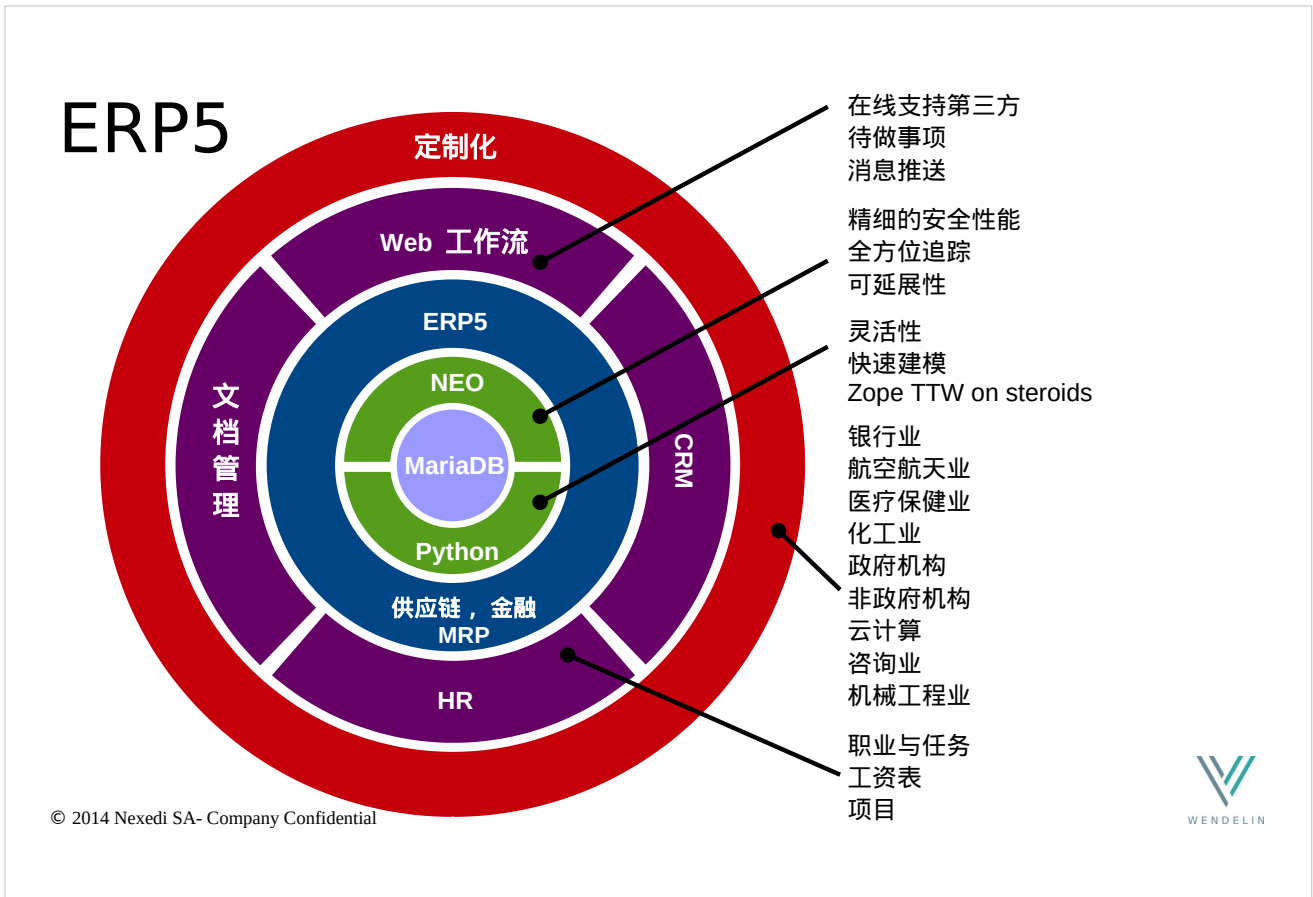 ERP5
定制化
Web 工作流
ERP5
NEO
MariaDB
Python
供应链 ，金融
MRP
文
档
管
理
CRM
HR
在线支持第三方
待做事项
消息推送
精细的安全性能
全方位追踪
可延展性
灵活性
快速建模
Zope TTW on steroids
银行业
航空航天业
医疗保健业
化工业
政府机构
非政府机构
云计算
咨询业
机械工程业
职业与任务
工资表
项目
© 2014 Nexedi SA- Company Confidential
WENDELIN